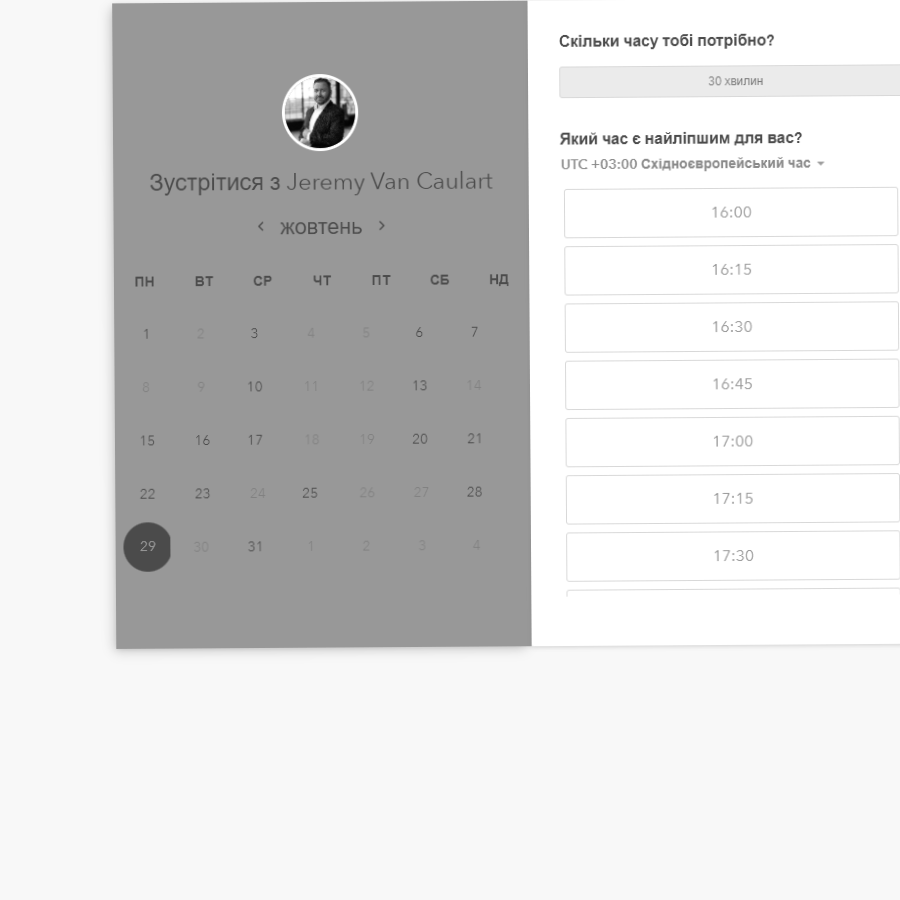 Зустрітися з Jeremy Van Caulart
жовтень
ПН ВТ СР ЧТ ПТ СБ НД
1 2 3 4 5 6 7
8 9 10 11 12 13 14
15 16 17 18 19 20 21
22 23 24 25 26 27 28
29 30 31 1 2 3 4
Скільки часу тобі потрібно?
30 хвилин
Який час є найліпшим для вас?
UTC +03:00 Східноєвропейський час
16:00
16:15
16:30
16:45
17:00
17:15
17:30